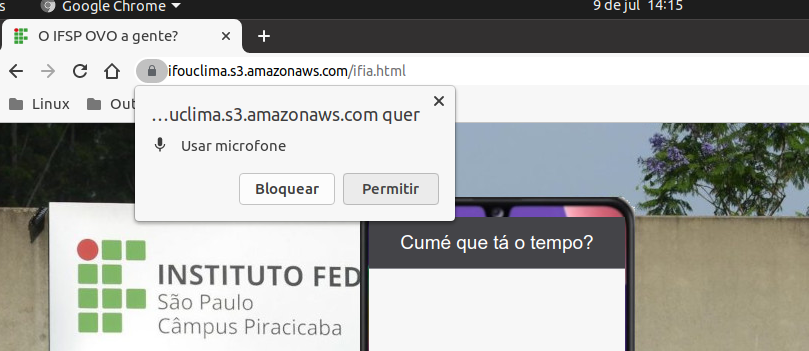 s
Google Chrome
9 de jul 14:15
O IFSP OVO a gente?
ifouclima.s3.amazonaws.com/ifia.html
Linux
Out
...uclima.s3.amazonaws.com quer
Usar microfone
Bloquear
Permitir
Cumé que tá o tempo?
INSTITUTO FED
São Paulo
Câmpus Piracicaba